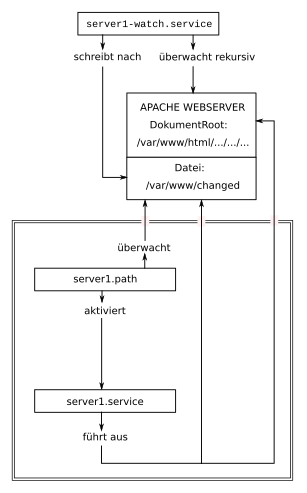 server1-watch.service
schreibt nach
überwacht rekursiv
APACHE WEBSERVER
DokumentRoot:
/var/www/html/.../.../...
Datei:
/var/www/changed
überwacht
server1.path
aktiviert
server1.service
führt aus